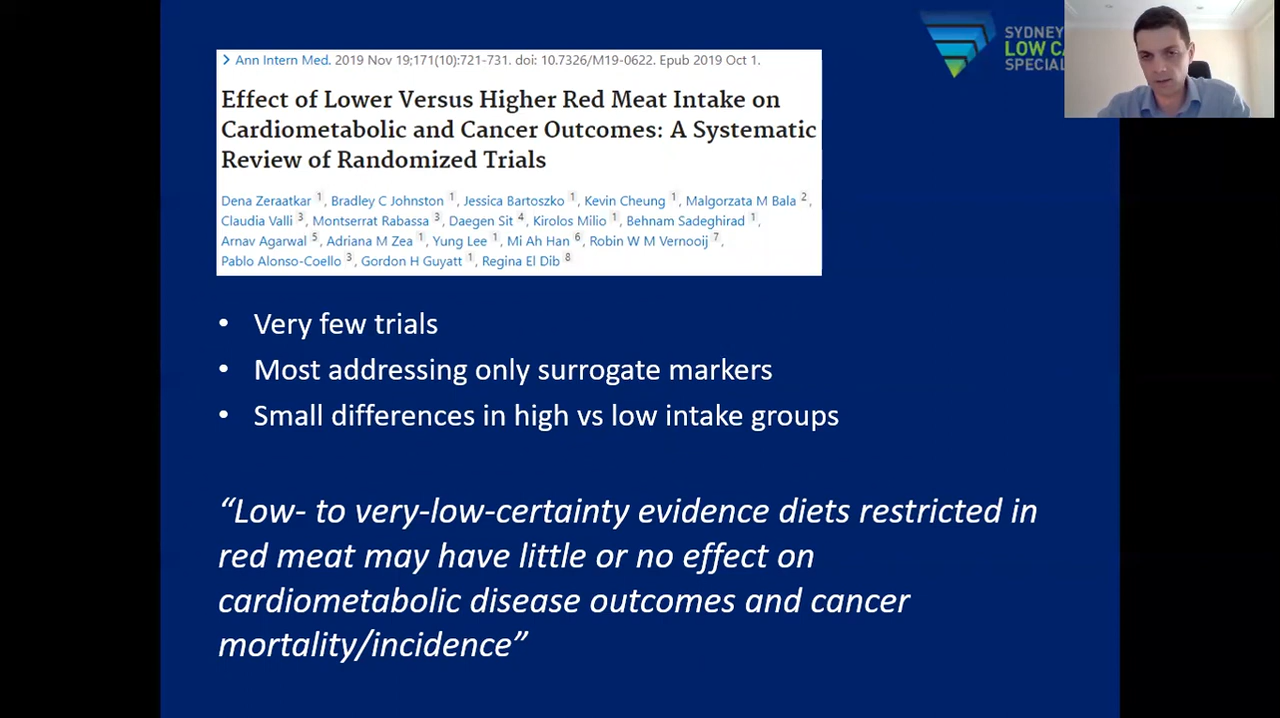 > Ann Intern Med. 2019 Nov 19;171(10):721-731. doi: 10.7326/M19-0622. Epub 2019 Oct 1.
Effect of Lower Versus Higher Red Meat Intake on
Cardiometabolic and Cancer Outcomes: A Systematic
Review of Randomized Trials
Dena Zeraatkar 1, Bradley C Johnston 1, Jessica Bartoszko 1, Kevin Cheung 1, Malgorzata M Bala 2,
Claudia Valli 3, Montserrat Rabassa 3, Daegen Sit 4, Kirolos Milio 1, Behnam Sadeghirad 1,
Arnav Agarwal 5, Adriana M Zea 1, Yung Lee 1, Mi Ah Han 6, Robin W M Vernooij 7,
Pablo Alonso-Coello 3, Gordon H Guyatt 1, Regina El Dib 8
SYDNEY
LOW CA
SPECIAL
• Very few trials
• Most addressing only surrogate markers
• Small differences in high vs low intake groups
“Low- to very-low-certainty evidence diets restricted in
red meat may have little or no effect on
cardiometabolic disease outcomes and cancer
mortality/incidence”